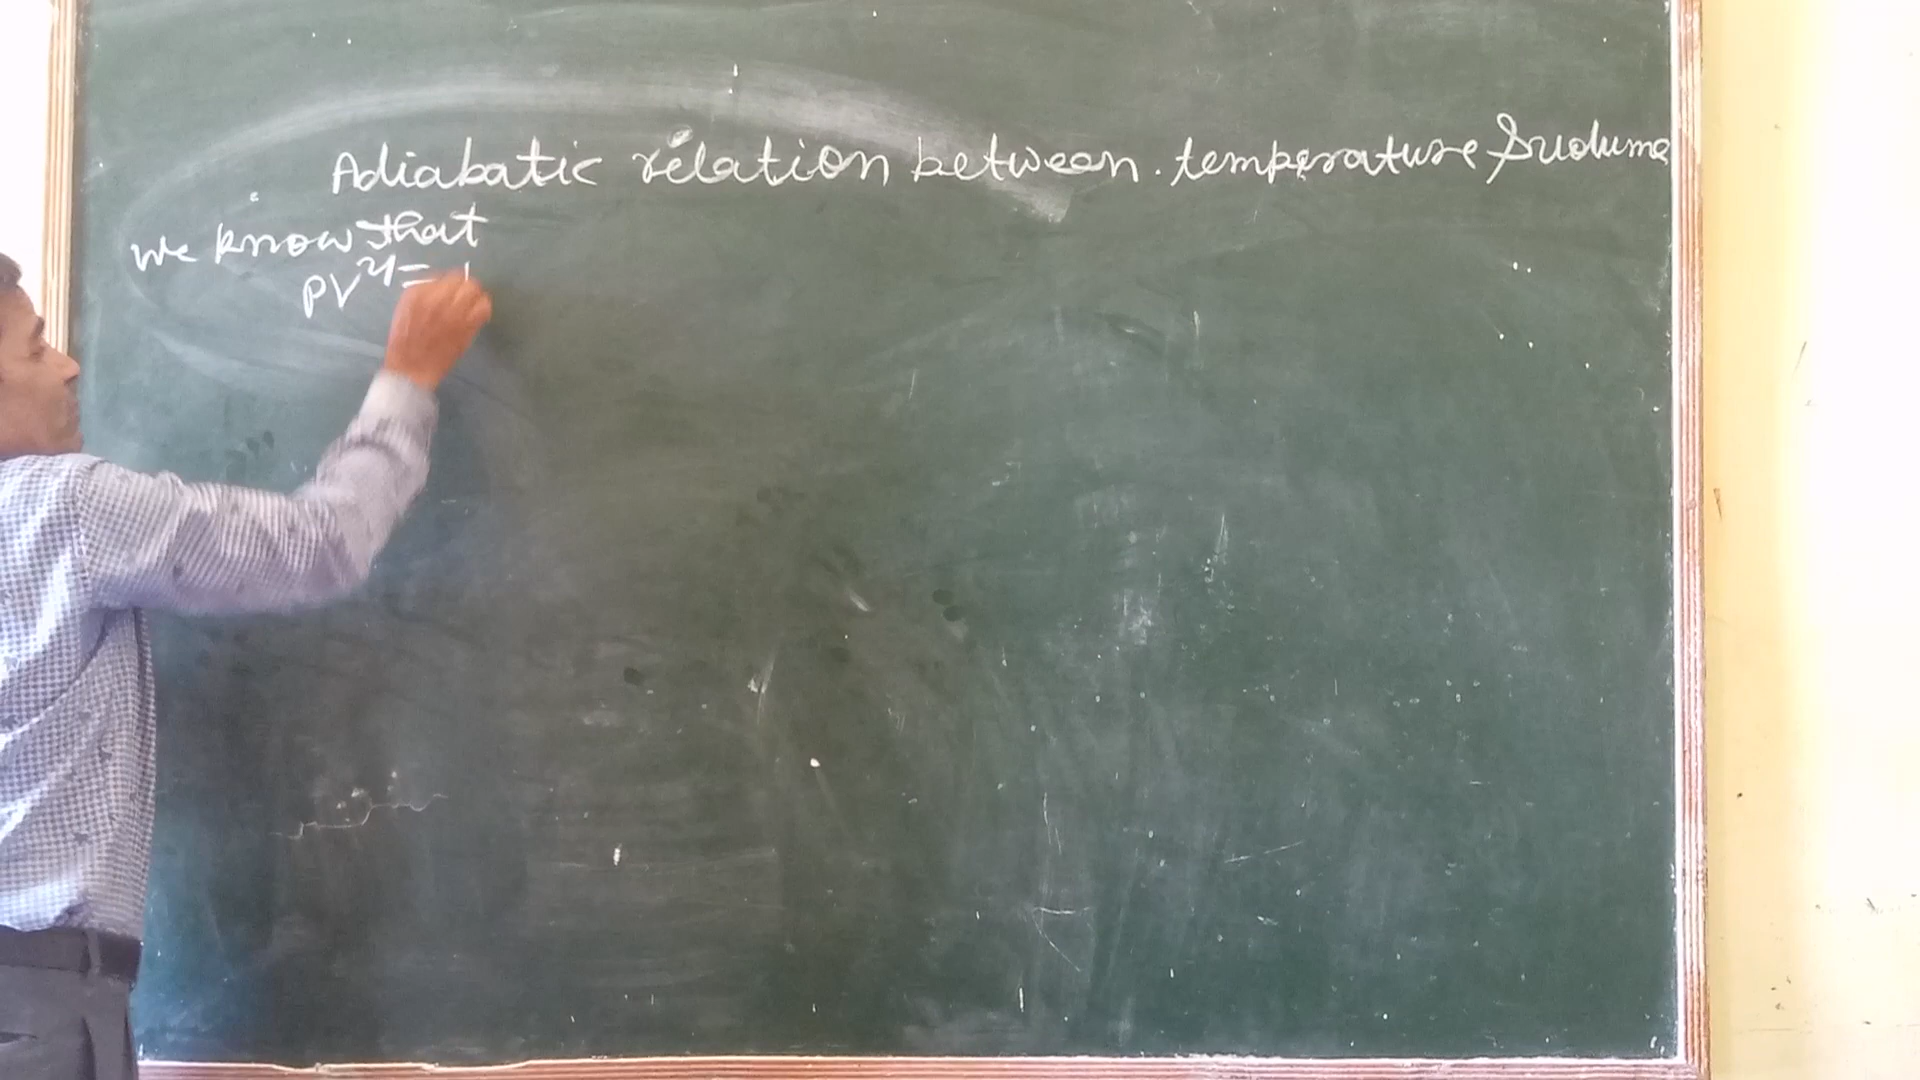 Adiabatic relation between. temperature & volume
we know that
PV^γ =